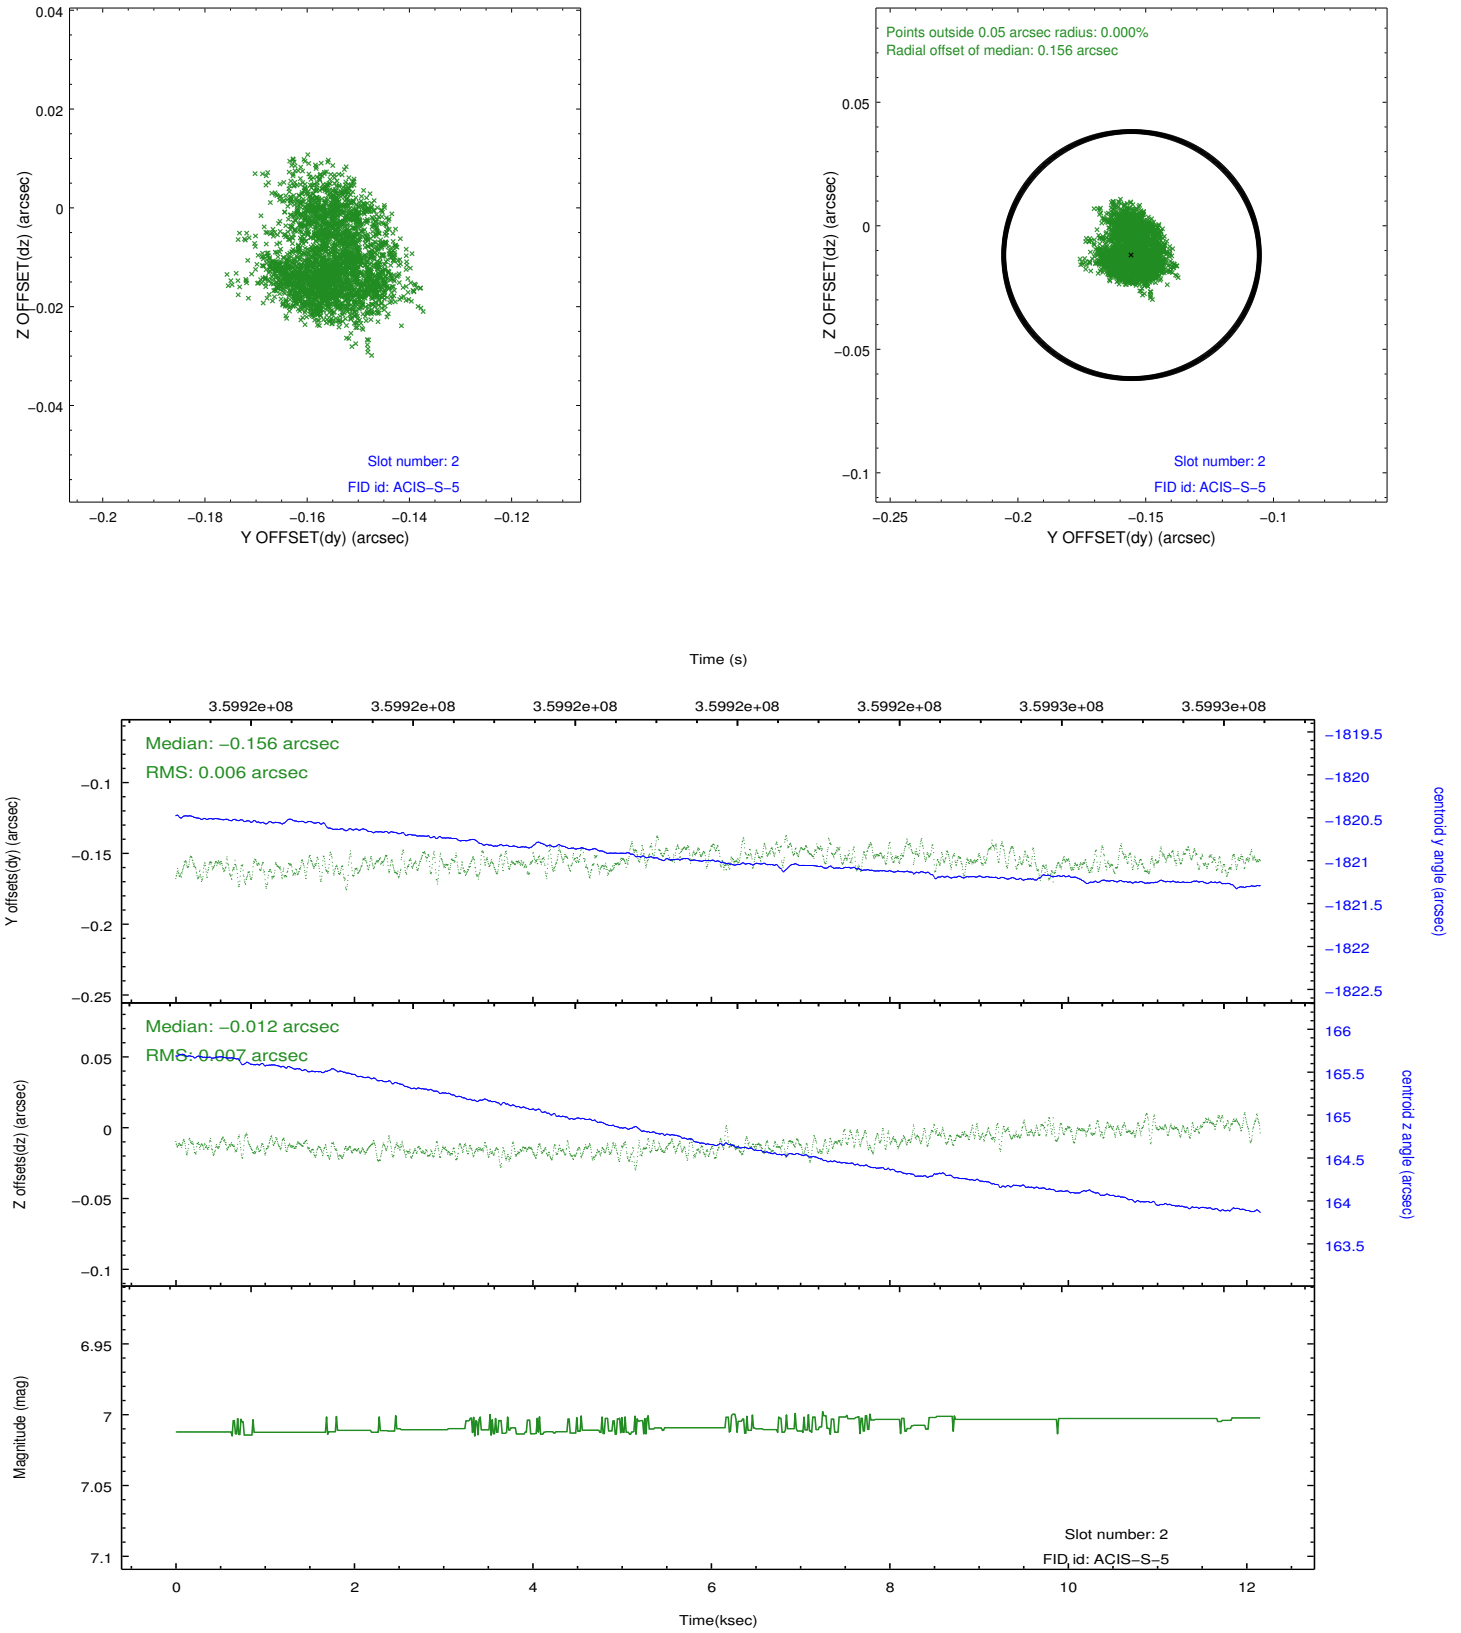 0.04
0.02
0
−0.02
−0.04
Z OFFSET(dz) (arcsec)
Slot number: 2
FID id: ACIS−S−5
−0.2 −0.18 −0.16 −0.14 −0.12
Y OFFSET(dy) (arcsec)
Points outside 0.05 arcsec radius: 0.000%
Radial offset of median: 0.156 arcsec
0.05
0
−0.05
−0.1
Z OFFSET(dz) (arcsec)
Slot number: 2
FID id: ACIS−S−5
−0.25 −0.2 −0.15 −0.1
Y OFFSET(dy) (arcsec)
Time (s)
3.5992e+08 3.5992e+08 3.5992e+08 3.5992e+08 3.5992e+08 3.5993e+08 3.5993e+08
Median: −0.156 arcsec
RMS: 0.006 arcsec
−0.1
−0.15
−0.2
−0.25
Y offsets(dy) (arcsec)
−1819.5
−1820
−1820.5
−1821
−1821.5
−1822
−1822.5
centroid y angle (arcsec)
Median: −0.012 arcsec
RMS: 0.007 arcsec
0.05
0
−0.05
−0.1
Z offsets(dz) (arcsec)
166
165.5
165
164.5
164
163.5
centroid z angle (arcsec)
6.95
7
7.05
7.1
Magnitude (mag)
Slot number: 2
FID id: ACIS−S−5
0 2 4 6 8 10 12
Time(ksec)